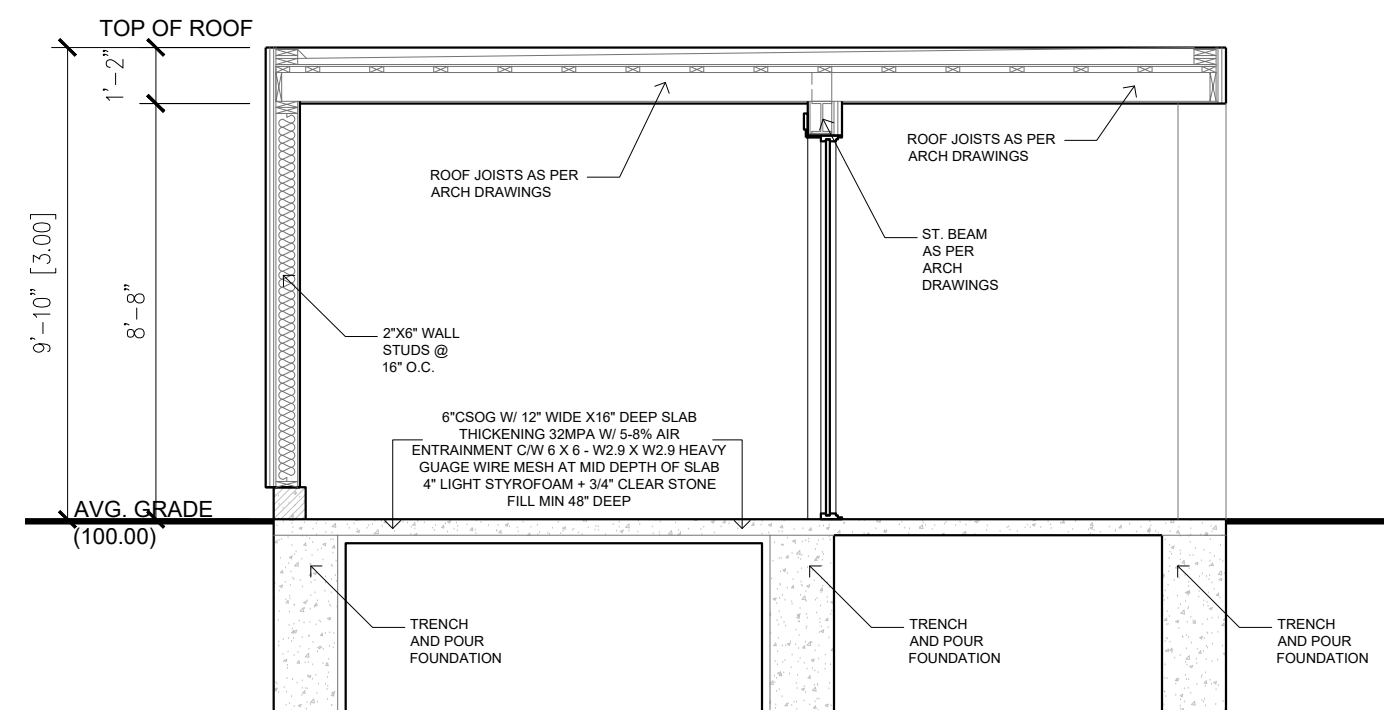 TOP OF ROOF
1'-2"
9'-10" [3.00]
8'-8"
ROOF JOISTS AS PER
ARCH DRAWINGS
ROOF JOISTS AS PER
ARCH DRAWINGS
ST. BEAM
AS PER
ARCH
DRAWINGS
2"X6" WALL
STUDS @
16" O.C.
6"CSOG W/ 12" WIDE X16" DEEP SLAB
THICKENING 32MPA W/ 5-8% AIR
ENTRAINMENT C/W 6 X 6 - W2.9 X W2.9 HEAVY
GUAGE WIRE MESH AT MID DEPTH OF SLAB
4" LIGHT STYROFOAM + 3/4" CLEAR STONE
FILL MIN 48" DEEP
AVG. GRADE
(100.00)
TRENCH
AND POUR
FOUNDATION
TRENCH
AND POUR
FOUNDATION
TRENCH
AND POUR
FOUNDATION